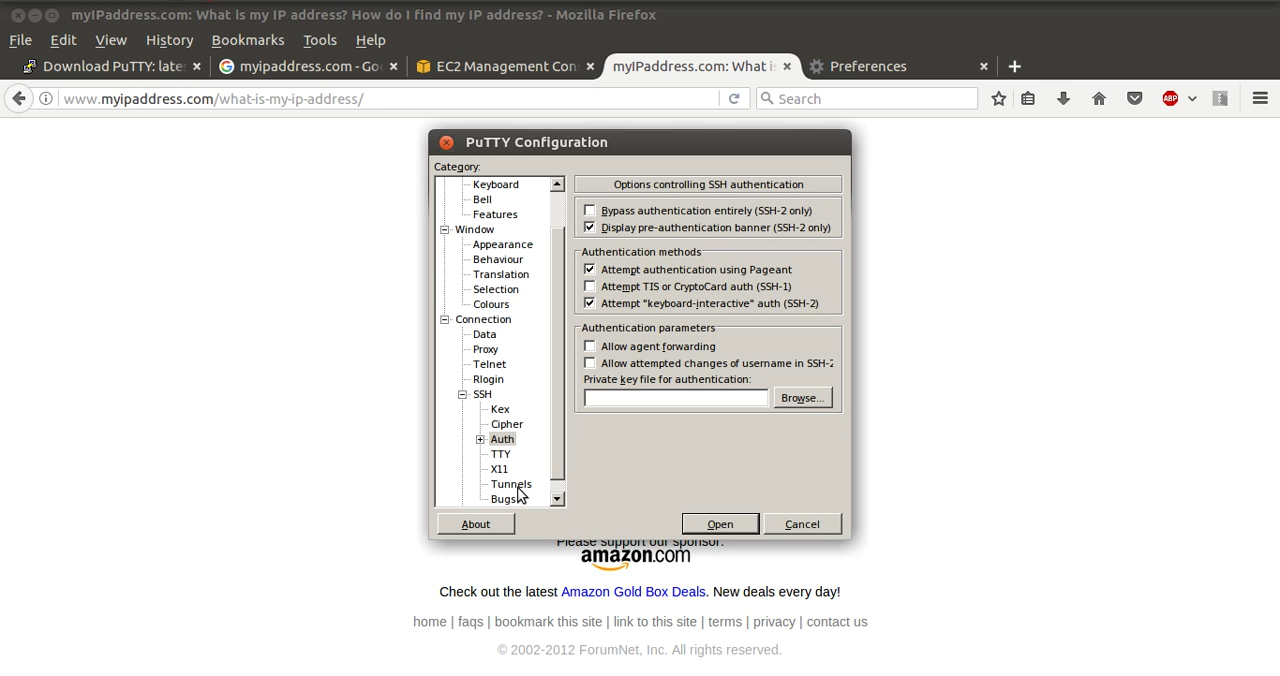 myIPaddress.com: What is my IP address? How do I find my IP address? - Mozilla Firefox
File Edit View History Bookmarks Tools Help
Download PuTTY: late myipaddress.com - Go EC2 Management Con myIPaddress.com: What i Preferences
www.myipaddress.com/what-is-my-ip-address/ Search ABP
PuTTY Configuration
Category:
Keyboard
Bell
Features
Window
Appearance
Behaviour
Translation
Selection
Colours
Connection
Data
Proxy
Telnet
Rlogin
SSH
Kex
Cipher
Auth
TTY
X11
Tunnels
Bugs
Options controlling SSH authentication
Bypass authentication entirely (SSH-2 only)
Display pre-authentication banner (SSH-2 only)
Authentication methods
Attempt authentication using Pageant
Attempt TIS or CryptoCard auth (SSH-1)
Attempt "keyboard-interactive" auth (SSH-2)
Authentication parameters
Allow agent forwarding
Allow attempted changes of username in SSH-2
Private key file for authentication:
Browse...
About Open Cancel
Please support our sponsor:
amazon.com
Check out the latest Amazon Gold Box Deals. New deals every day!
home | faqs | bookmark this site | link to this site | terms | privacy | contact us
© 2002-2012 ForumNet, Inc. All rights reserved.